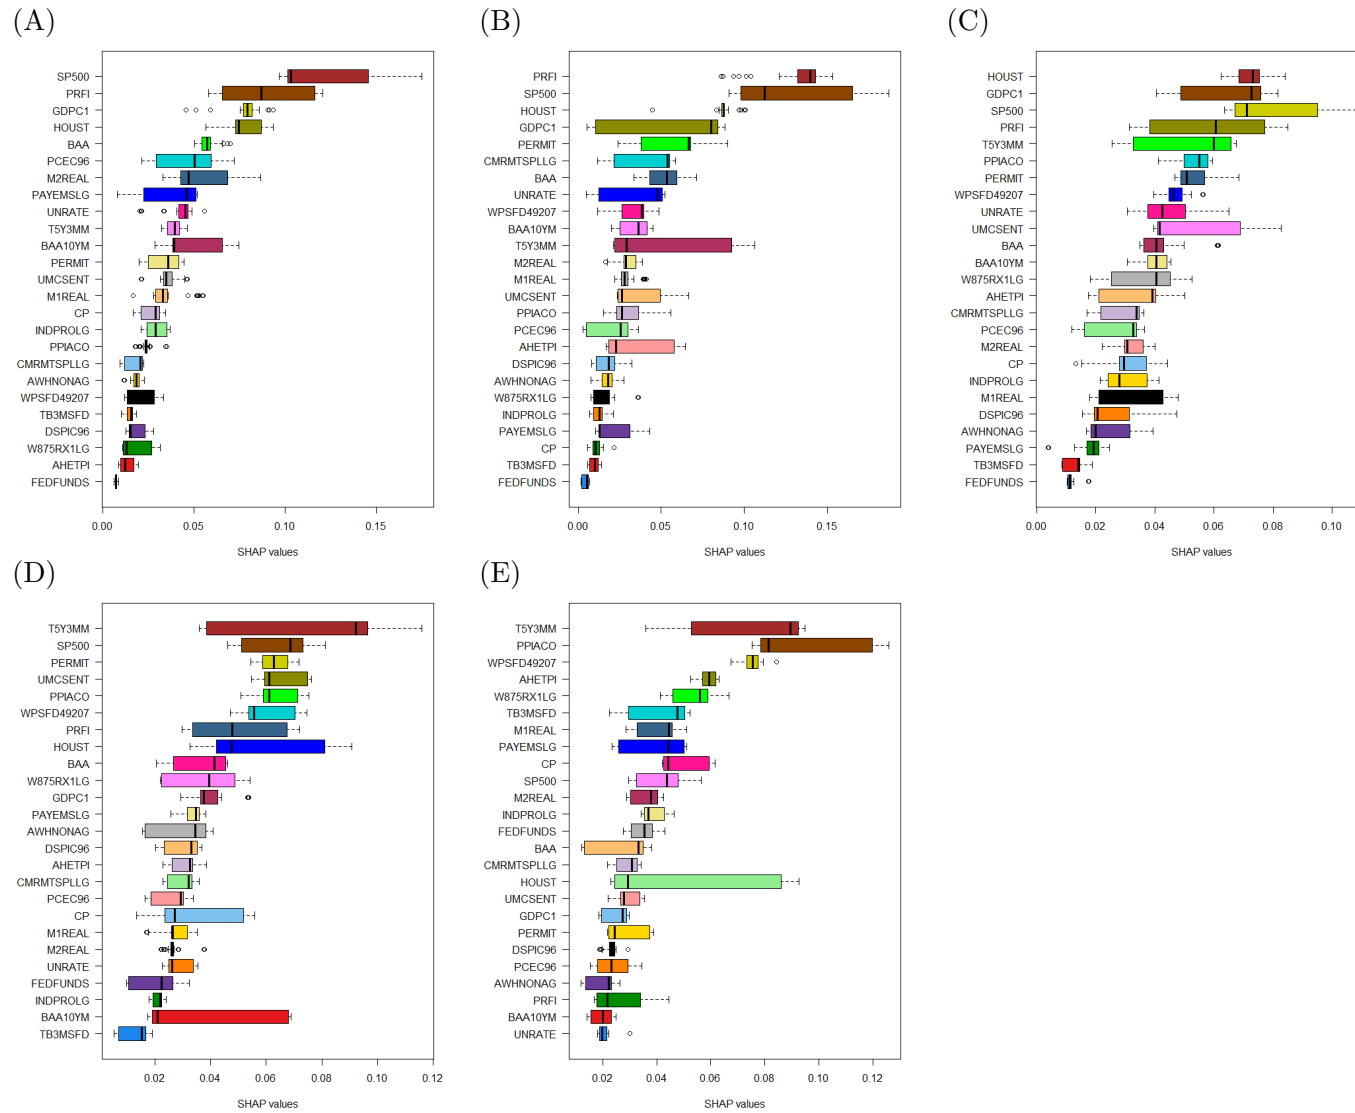 (A)
SP500
PRFI
GDPC1
HOUST
BAA
PCEC96
M2REAL
PAYEMSLG
UNRATE
T5Y3MM
BAA10YM
PERMIT
UMCSENT
M1REAL
CP
INDPROLG
PPIACO
CMRMTSPLLG
AWHNONAG
WPSFD49207
TB3MSFD
DSPIC96
W875RX1LG
AHETPI
FEDFUNDS
0.00 0.05 0.10 0.15
SHAP values
(B)
PRFI
SP500
HOUST
GDPC1
PERMIT
CMRMTSPLLG
BAA
UNRATE
WPSFD49207
BAA10YM
T5Y3MM
M2REAL
M1REAL
UMCSENT
PPIACO
PCEC96
AHETPI
DSPIC96
AWHNONAG
W875RX1LG
INDPROLG
PAYEMSLG
CP
TB3MSFD
FEDFUNDS
0.00 0.05 0.10 0.15
SHAP values
(C)
HOUST
GDPC1
SP500
PRFI
T5Y3MM
PPIACO
PERMIT
WPSFD49207
UNRATE
UMCSENT
BAA
BAA10YM
W875RX1LG
AHETPI
CMRMTSPLLG
PCEC96
M2REAL
CP
INDPROLG
M1REAL
DSPIC96
AWHNONAG
PAYEMSLG
TB3MSFD
FEDFUNDS
0.00 0.02 0.04 0.06 0.08 0.10
SHAP values
(D)
T5Y3MM
SP500
PERMIT
UMCSENT
PPIACO
WPSFD49207
PRFI
HOUST
BAA
W875RX1LG
GDPC1
PAYEMSLG
AWHNONAG
DSPIC96
AHETPI
CMRMTSPLLG
PCEC96
CP
M1REAL
M2REAL
UNRATE
FEDFUNDS
INDPROLG
BAA10YM
TB3MSFD
0.02 0.04 0.06 0.08 0.10 0.12
SHAP values
(E)
T5Y3MM
PPIACO
WPSFD49207
AHETPI
W875RX1LG
TB3MSFD
M1REAL
PAYEMSLG
CP
SP500
M2REAL
INDPROLG
FEDFUNDS
BAA
CMRMTSPLLG
HOUST
UMCSENT
GDPC1
PERMIT
DSPIC96
PCEC96
AWHNONAG
PRFI
BAA10YM
UNRATE
0.02 0.04 0.06 0.08 0.10 0.12
SHAP values